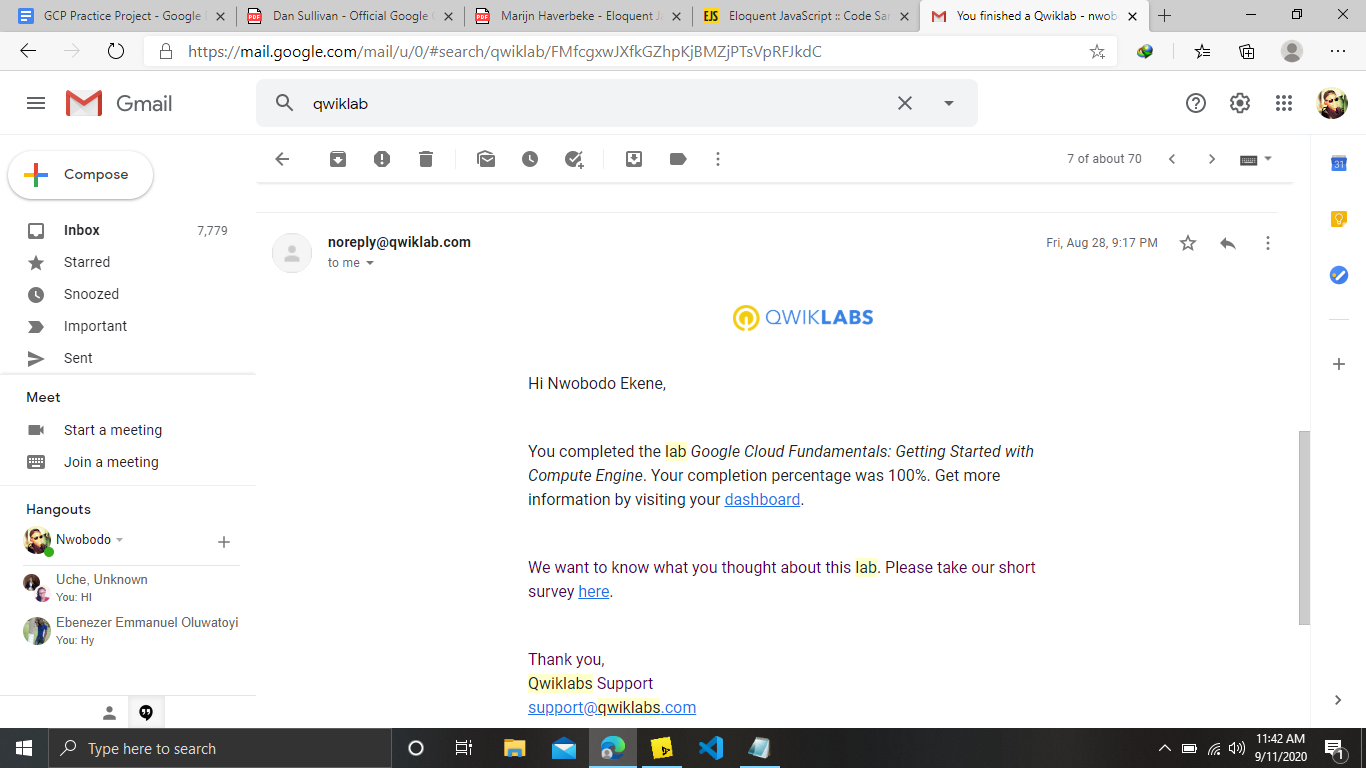 GCP Practice Project - Google
Dan Sullivan - Official Google
Marijn Haverbeke - Eloquent Ja
EJS
Eloquent JavaScript :: Code Sa
You finished a Qwiklab - nwob
https://mail.google.com/mail/u/0/#search/qwiklab/FMfcgxwJXfkGZhpKjBMZjPTsVpRFJkdC
Gmail
qwiklab
Compose
7 of about 70
31
Inbox 7,779
Starred
Snoozed
Important
Sent
Meet
Start a meeting
Join a meeting
Hangouts
Nwobodo
Uche, Unknown
You: HI
Ebenezer Emmanuel Oluwatoyi
You: Hy
noreply@qwiklab.com
Fri, Aug 28, 9:17 PM
to me
QWIKLABS
Hi Nwobodo Ekene,
You completed the lab Google Cloud Fundamentals: Getting Started with
Compute Engine. Your completion percentage was 100%. Get more
information by visiting your dashboard.
We want to know what you thought about this lab. Please take our short
survey here.
Thank you,
Qwiklabs Support
support@qwiklabs.com
Type here to search
11:42 AM
9/11/2020
1